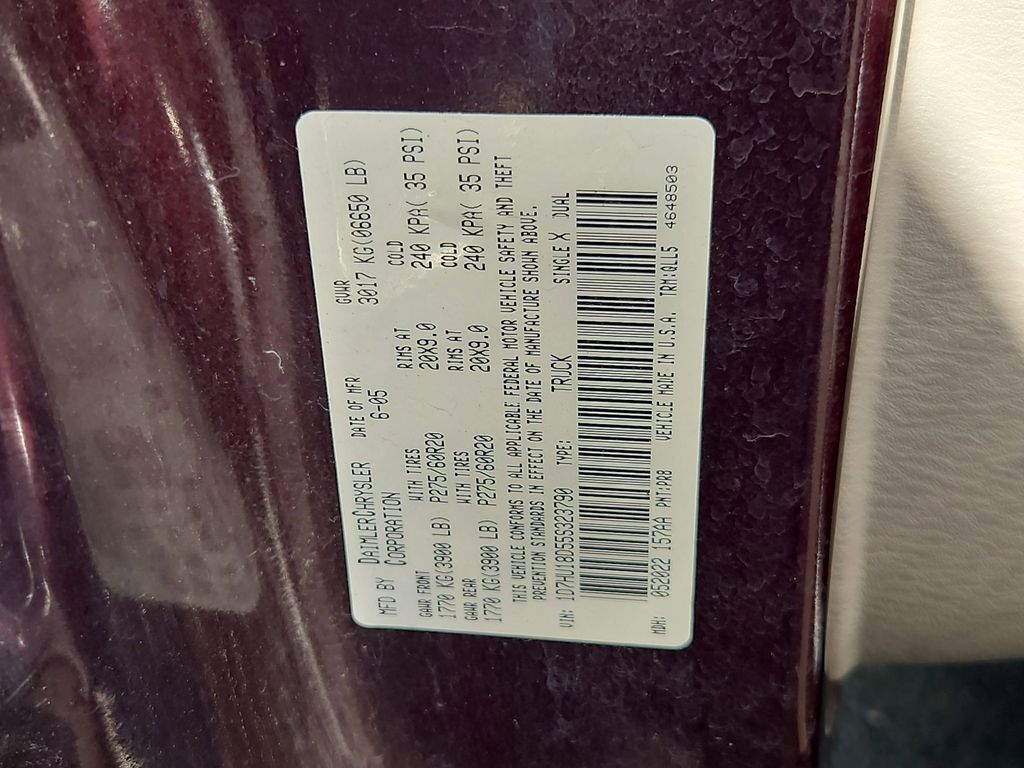 MFD BY DAIMLERCHRYSLER CORPORATION
DATE OF MFR 6-05
GVWR 3017 KG(06650 LB)
GAWR FRONT WITH TIRES RIMS AT COLD
1770 KG(3900 LB) P275/60R20 20X9.0 240 KPA( 35 PSI)
GAWR REAR WITH TIRES RIMS AT COLD
1770 KG(3900 LB) P275/60R20 20X9.0 240 KPA( 35 PSI)
THIS VEHICLE CONFORMS TO ALL APPLICABLE FEDERAL MOTOR VEHICLE SAFETY AND THEFT
PREVENTION STANDARDS IN EFFECT ON THE DATE OF MANUFACTURE SHOWN ABOVE.
VIN: 1D7HU18D55S323790 TYPE: TRUCK SINGLE X DUAL
MDH: 052022 157AA PNT:PR8 VEHICLE MADE IN U.S.A. TRM:QLL5 4648503